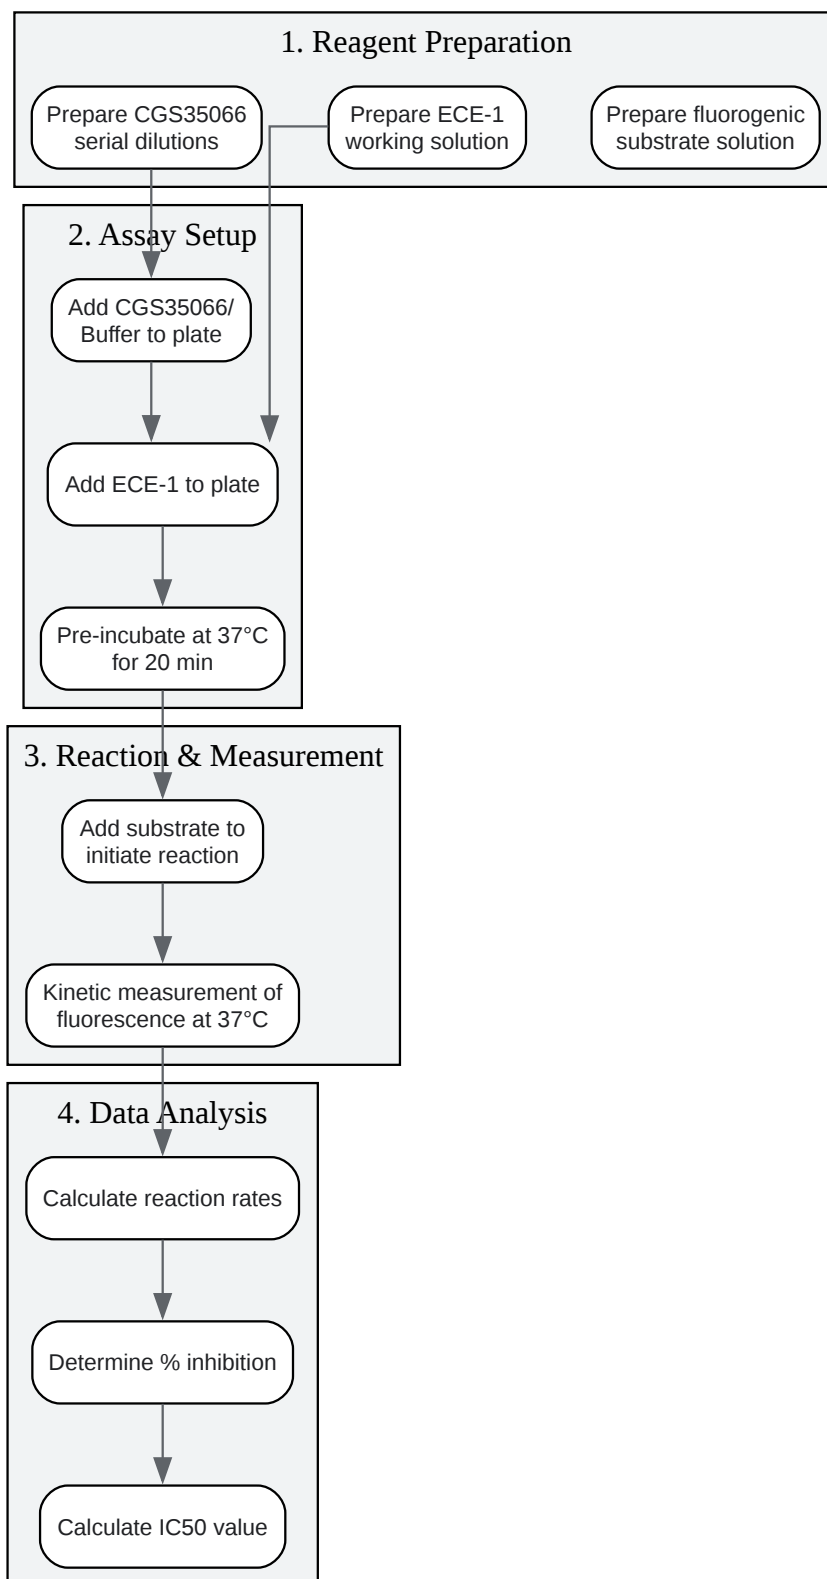 1. Reagent Preparation
Prepare CGS35066
serial dilutions
Prepare ECE-1
working solution
Prepare fluorogenic
substrate solution
2. Assay Setup
Add CGS35066/
Buffer to plate
Add ECE-1 to plate
Pre-incubate at 37°C
for 20 min
3. Reaction & Measurement
Add substrate to
initiate reaction
Kinetic measurement of
fluorescence at 37°C
4. Data Analysis
Calculate reaction rates
Determine % inhibition
Calculate IC50 value